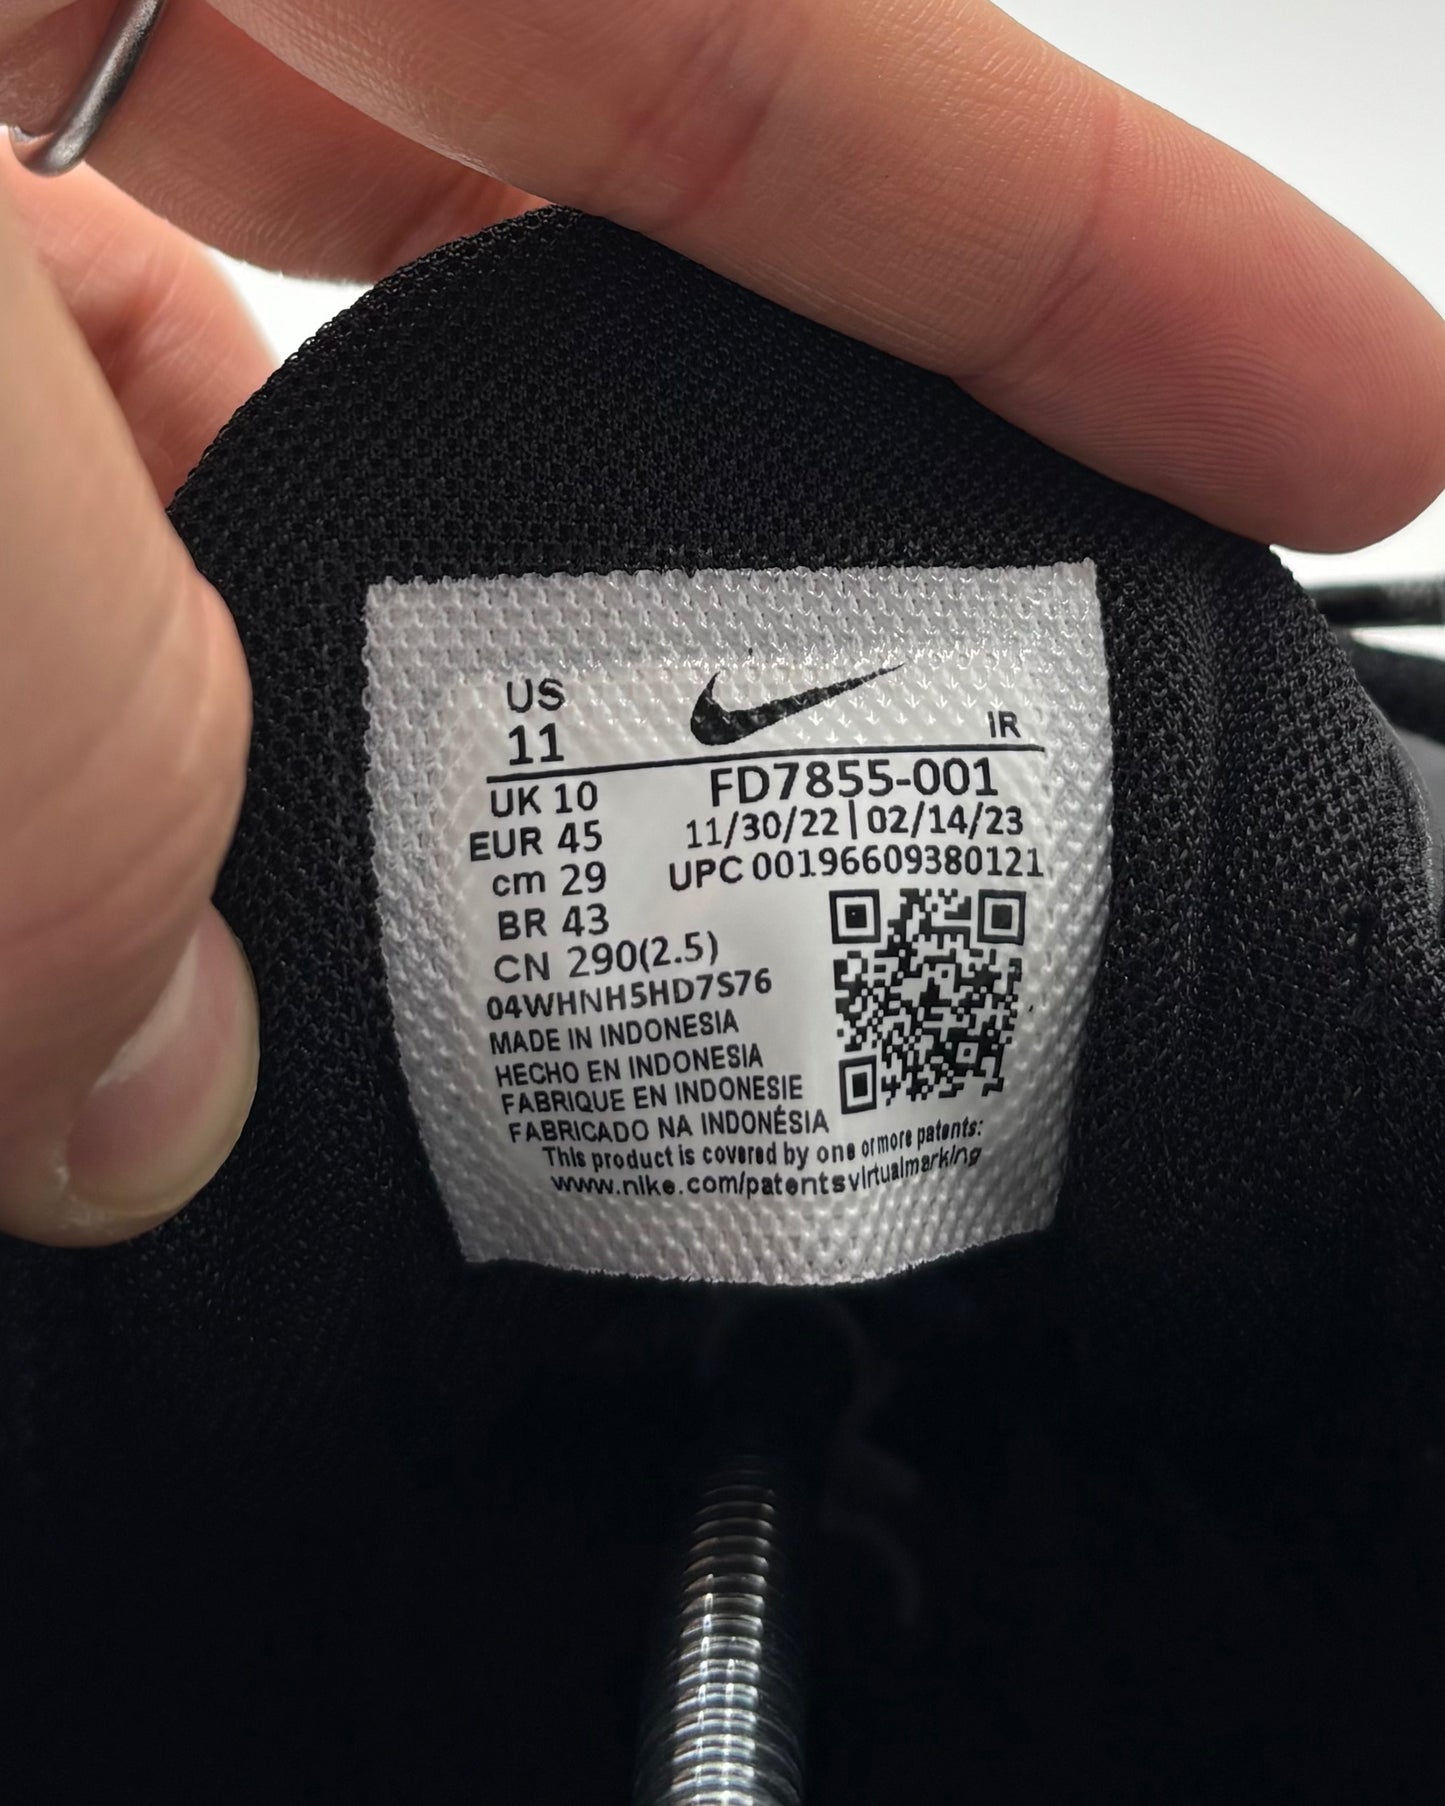 US
11
IR
UK 10
EUR 45
cm 29
BR 43
CN 290(2.5)
FD7855-001
11/30/22|02/14/23
UPC 00196609380121
04WHNH5HD7S76
MADE IN INDONESIA
HECHO EN INDONESIA
FABRIQUE EN INDONESIE
FABRICADO NA INDONÉSIA
This product is covered by one or more patents:
www.nike.com/patentsvirtualmarking